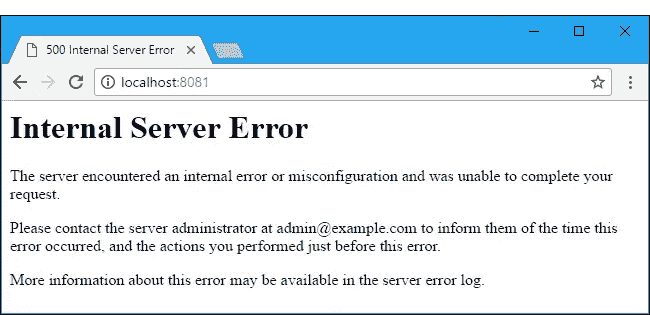 500 Internal Server Error
localhost:8081
Internal Server Error
The server encountered an internal error or misconfiguration and was unable to complete your
request.
Please contact the server administrator at admin@example.com to inform them of the time this
error occurred, and the actions you performed just before this error.
More information about this error may be available in the server error log.